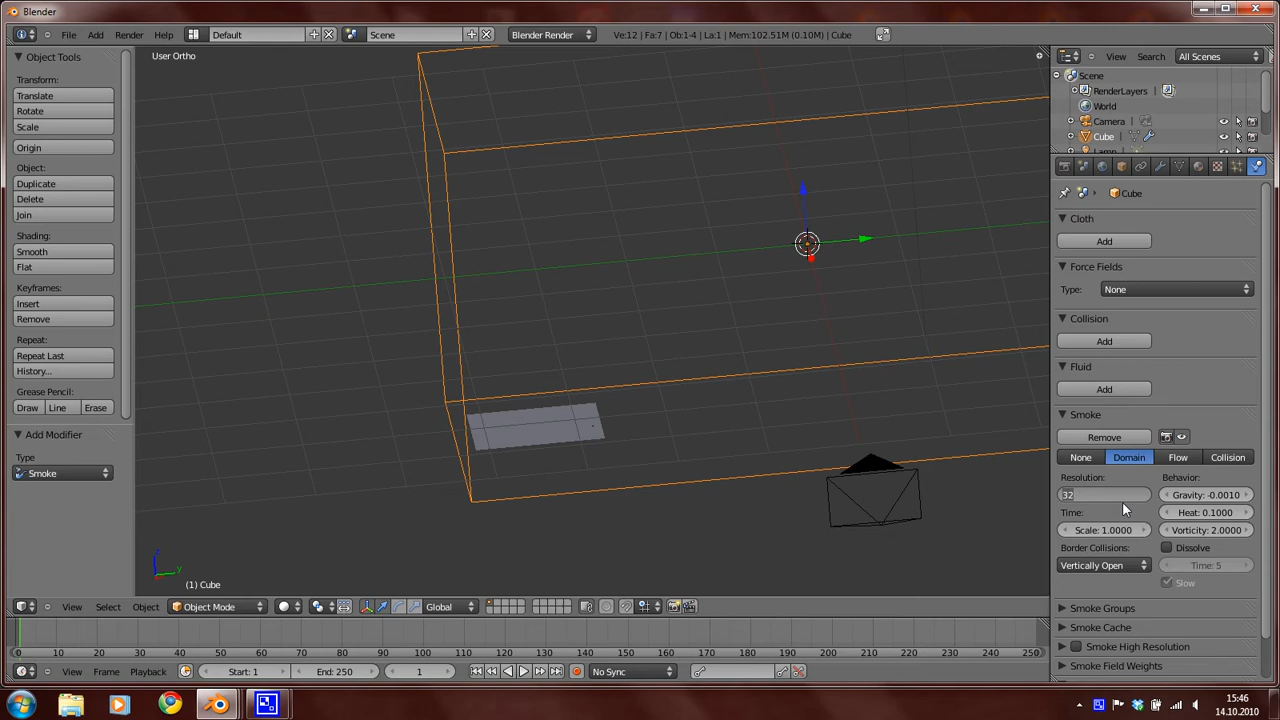 Blender
File Add Render Help Default Scene Blender Render Ve:12 | Fa:7 | Ob:1-4 | La:1 | Mem:102.51M (0.10M) | Cube
Object Tools
Transform:
Translate
Rotate
Scale
Origin
Object:
Duplicate
Delete
Join
Shading:
Smooth
Flat
Keyframes:
Insert
Remove
Repeat:
Repeat Last
History...
Grease Pencil:
Draw Line Erase
Add Modifier
Type
Smoke
User Ortho
z
y
(1) Cube
View Select Object Object Mode Global
0 10 20 30 40 50 60 70 80 90 100 110 120 130 140 150 160 170 180 190 200 210 220 230 240 250
View Frame Playback Start: 1 End: 250 1 No Sync
View Search All Scenes
Scene
RenderLayers
World
Camera
Cube
Lamp
Cube
Cloth
Add
Force Fields
Type: None
Collision
Add
Fluid
Add
Smoke
Remove
None Domain Flow Collision
Resolution: Behavior:
32 Gravity: -0.0010
Time: Heat: 0.1000
Scale: 1.0000 Vorticity: 2.0000
Border Collisions: Dissolve
Vertically Open Time: 5
Slow
Smoke Groups
Smoke Cache
Smoke High Resolution
Smoke Field Weights
15:46
14.10.2010